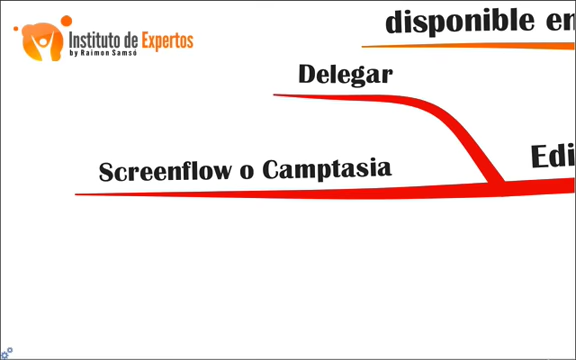 Instituto de Expertos
by Raimon Samsó
disponible en
Delegar
Screenflow o Camptasia
Edi